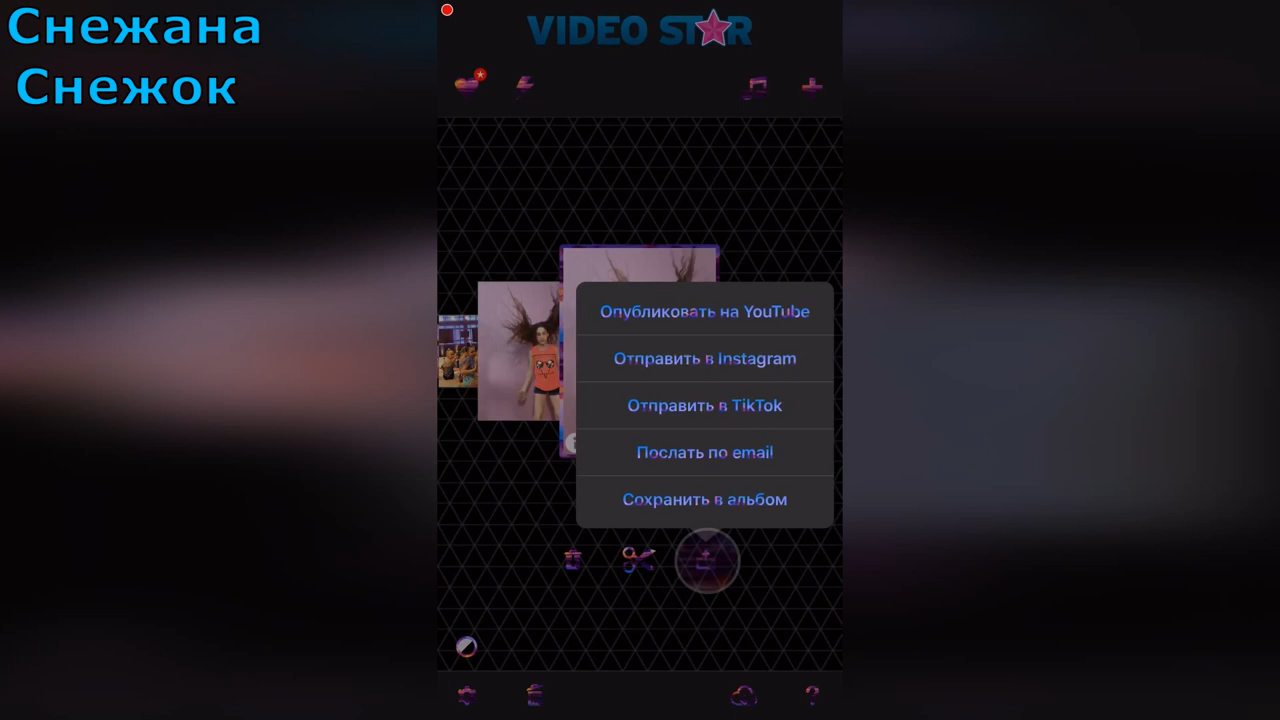 Снежана
Снежок
VIDEO STAR
Опубликовать на YouTube
Отправить в Instagram
Отправить в TikTok
Послать по email
Сохранить в альбом
?